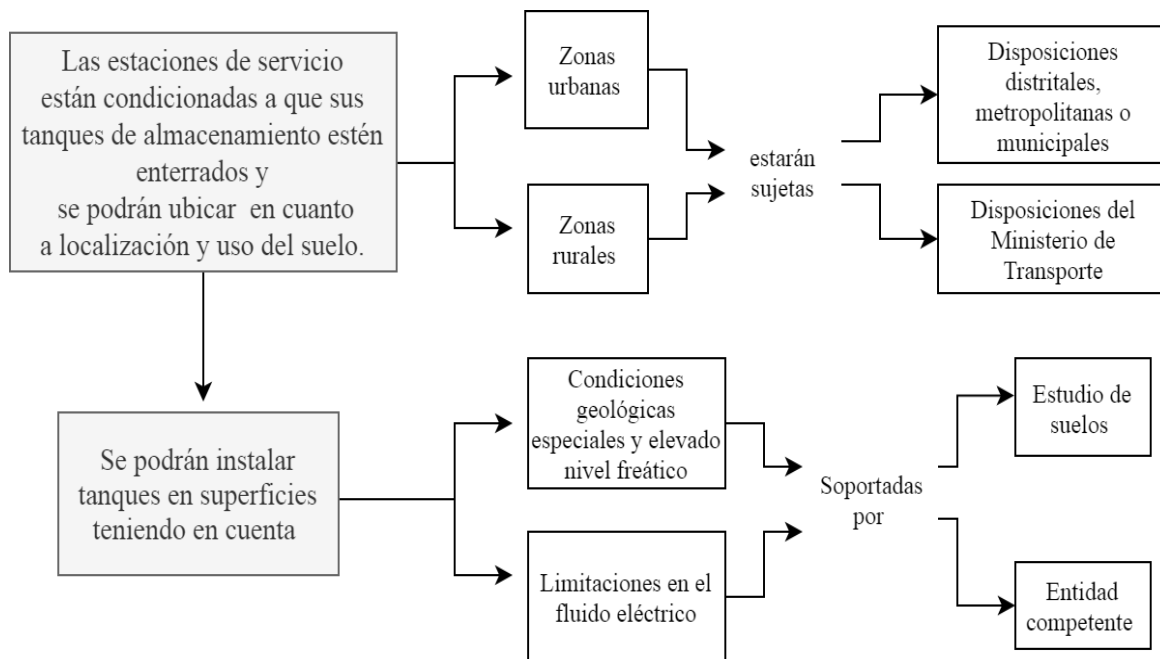 Las estaciones de servicio
están condicionadas a que sus
tanques de almacenamiento estén
enterrados y
se podrán ubicar en cuanto
a localización y uso del suelo.
Zonas
urbanas
Zonas
rurales
estarán
sujetas
Disposiciones
distritales,
metropolitanas o
municipales
Disposiciones del
Ministerio de
Transporte
Se podrán instalar
tanques en superficies
teniendo en cuenta
Condiciones
geológicas
especiales y elevado
nivel freático
Limitaciones en el
fluido eléctrico
Soportadas
por
Estudio de
suelos
Entidad
competente